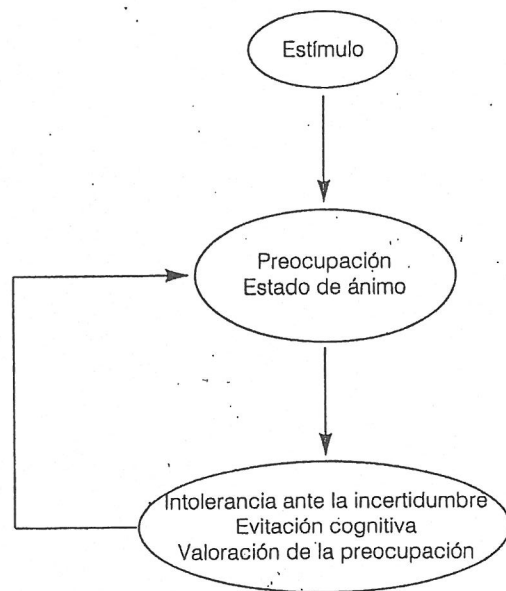 Estímulo
Preocupación
Estado de ánimo
Intolerancia ante la incertidumbre
Evitación cognitiva
Valoración de la preocupación